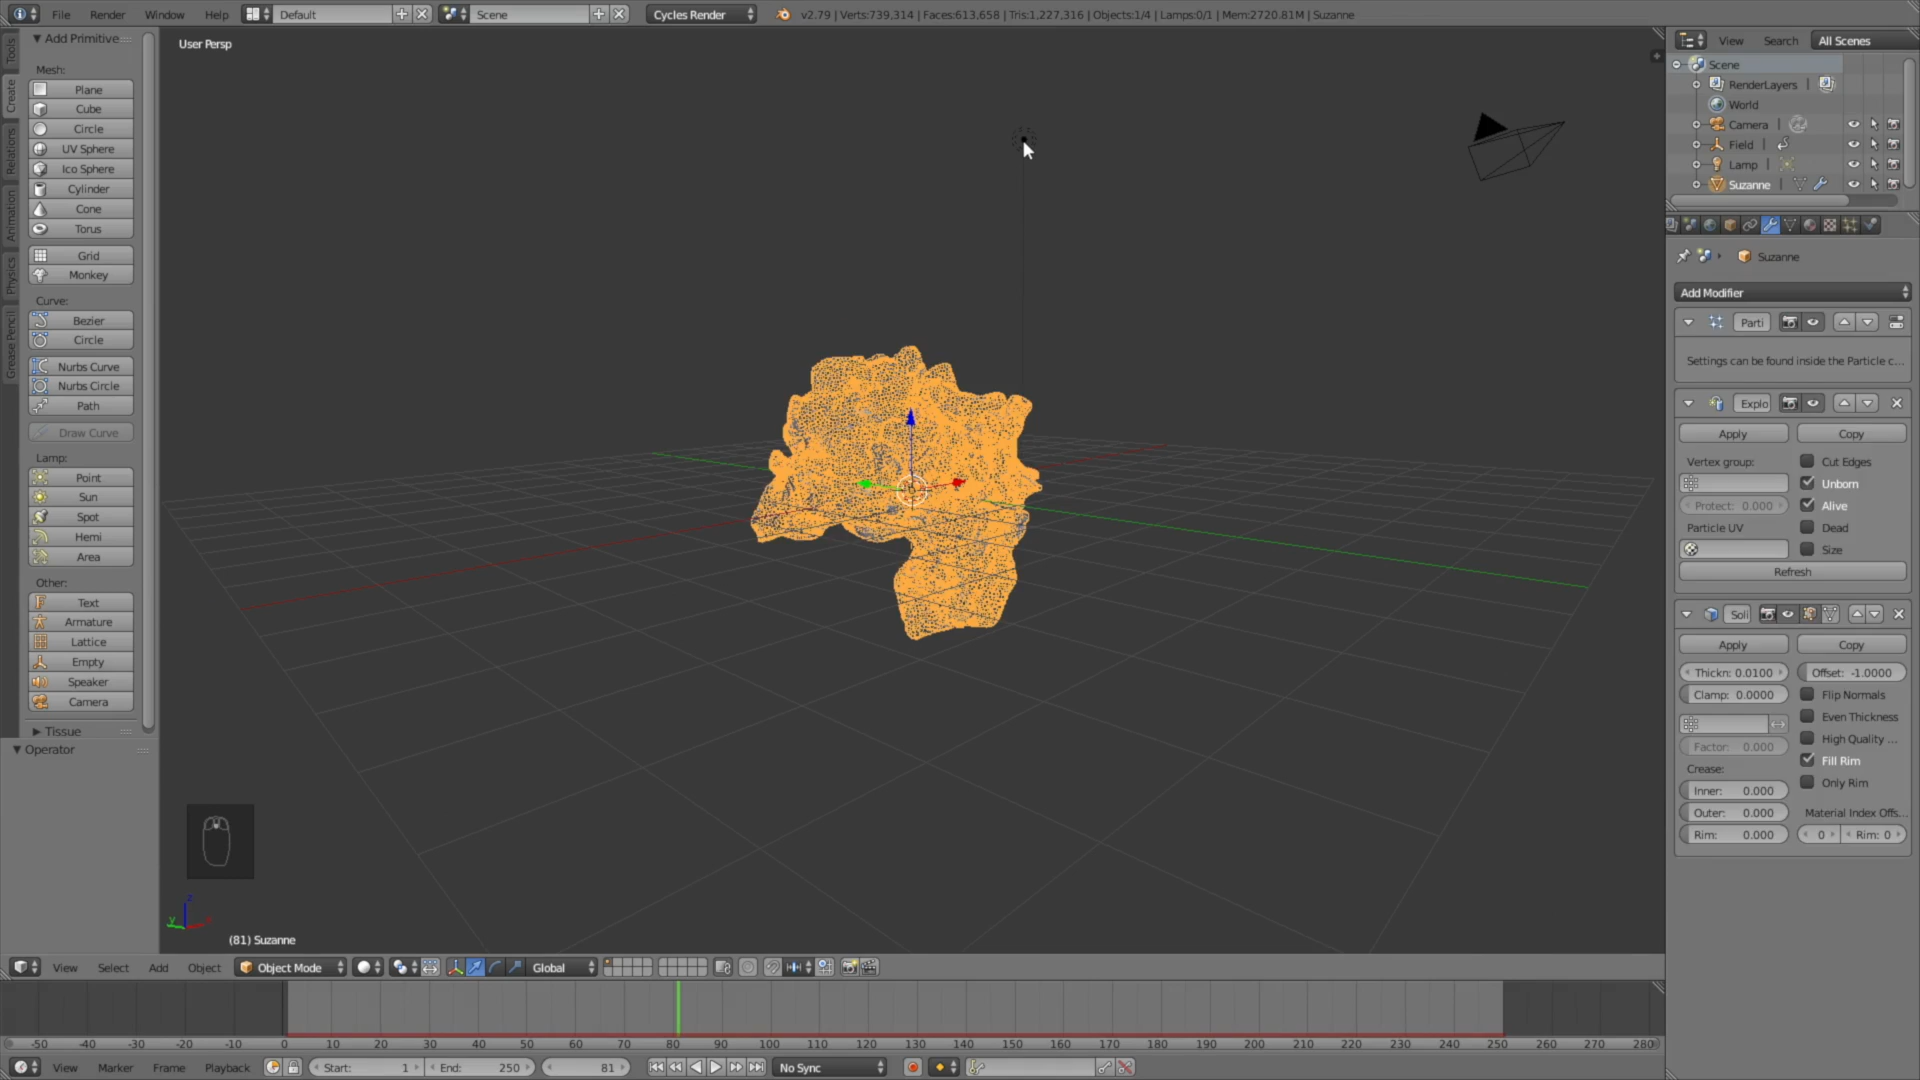 File Render Window Help Default Scene Cycles Render v2.79 | Verts:739,314 | Faces:613,658 | Tris:1,227,316 | Objects:1/4 | Lamps:0/1 | Mem:2720.81M | Suzanne
Tools
Create
Relations
Animation
Physics
Grease Pencil
Add Primitive
Mesh:
Plane
Cube
Circle
UV Sphere
Ico Sphere
Cylinder
Cone
Torus
Grid
Monkey
Curve:
Bezier
Circle
Nurbs Curve
Nurbs Circle
Path
Draw Curve
Lamp:
Point
Sun
Spot
Hemi
Area
Other:
Text
Armature
Lattice
Empty
Speaker
Camera
Tissue
Operator
User Persp
(81) Suzanne
View Search All Scenes
Scene
RenderLayers
World
Camera
Field
Lamp
Suzanne
Suzanne
Add Modifier
Parti
Settings can be found inside the Particle c...
Explo
Apply Copy
Vertex group: Cut Edges
Unborn
Protect: 0.000 Alive
Particle UV Dead
Size
Refresh
Soli
Apply Copy
Thickn: 0.0100 Offset: -1.0000
Clamp: 0.0000 Flip Normals
Even Thickness
Factor: 0.000 High Quality ...
Crease: Fill Rim
Inner: 0.000 Only Rim
Outer: 0.000 Material Index Offs...
Rim: 0.000 0 Rim: 0
View Select Add Object Object Mode Global
-50 -40 -30 -20 -10 0 10 20 30 40 50 60 70 80 90 100 110 120 130 140 150 160 170 180 190 200 210 220 230 240 250 260 270 280
View Marker Frame Playback Start: 1 End: 250 81 No Sync